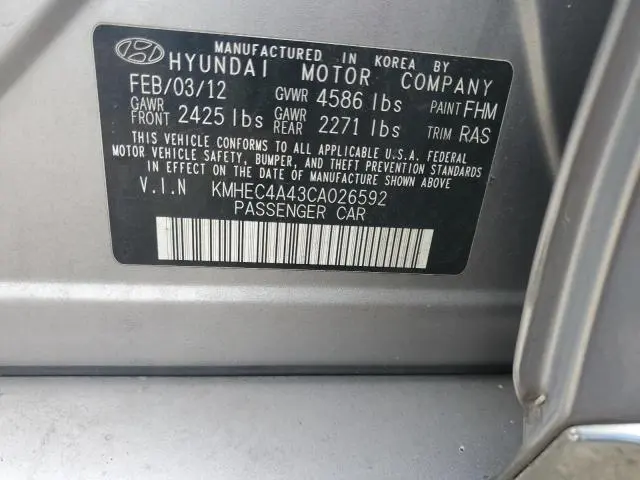 MANUFACTURED IN KOREA BY
HYUNDAI MOTOR COMPANY
FEB/03/12 GVWR 4586 lbs PAINT FHM
GAWR FRONT 2425 lbs GAWR REAR 2271 lbs TRIM RAS
THIS VEHICLE CONFORMS TO ALL APPLICABLE U.S.A. FEDERAL
MOTOR VEHICLE SAFETY, BUMPER, AND THEFT PREVENTION STANDARDS
IN EFFECT ON THE DATE OF MANUFACTURE SHOWN ABOVE
V.I.N KMHEC4A43CA026592
PASSENGER CAR